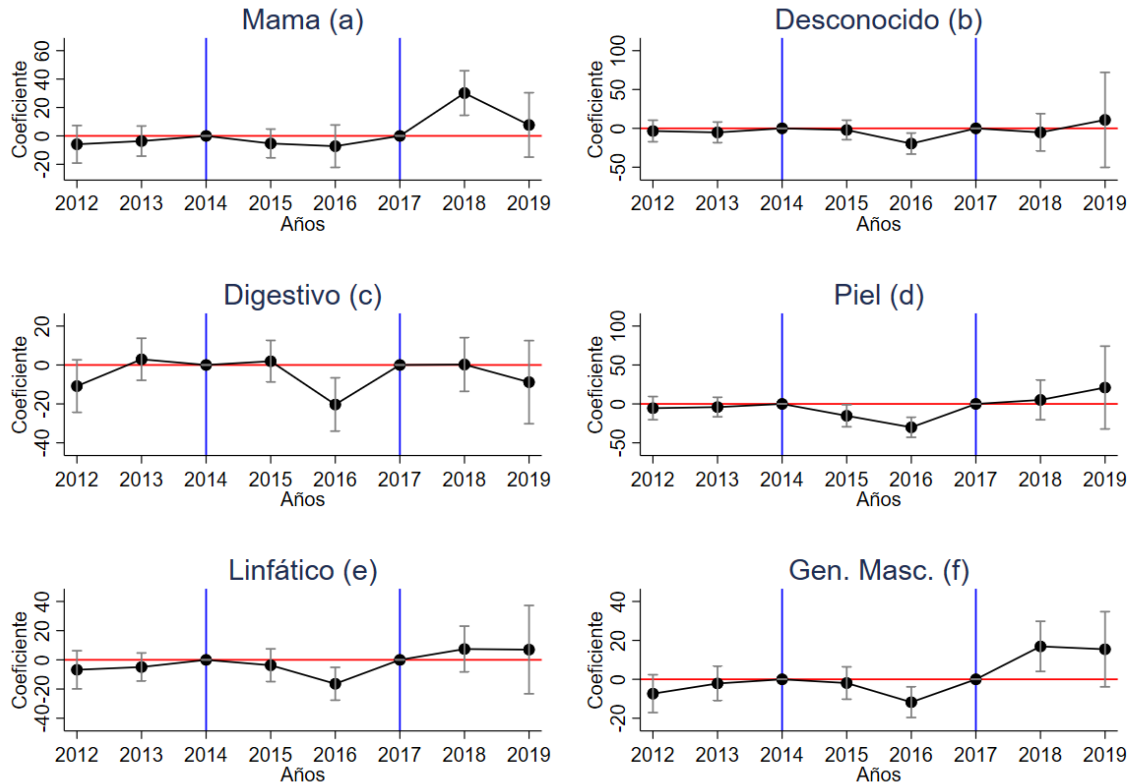 Mama (a)
Coeficiente
-20 0 20 40 60
2012 2013 2014 2015 2016 2017 2018 2019
Años
Desconocido (b)
Coeficiente
-50 0 50 100
2012 2013 2014 2015 2016 2017 2018 2019
Años
Digestivo (c)
Coeficiente
-40 -20 0 20
2012 2013 2014 2015 2016 2017 2018 2019
Años
Piel (d)
Coeficiente
-50 0 50 100
2012 2013 2014 2015 2016 2017 2018 2019
Años
Linfático (e)
Coeficiente
-40 -20 0 20 40
2012 2013 2014 2015 2016 2017 2018 2019
Años
Gen. Masc. (f)
Coeficiente
-20 0 20 40
2012 2013 2014 2015 2016 2017 2018 2019
Años